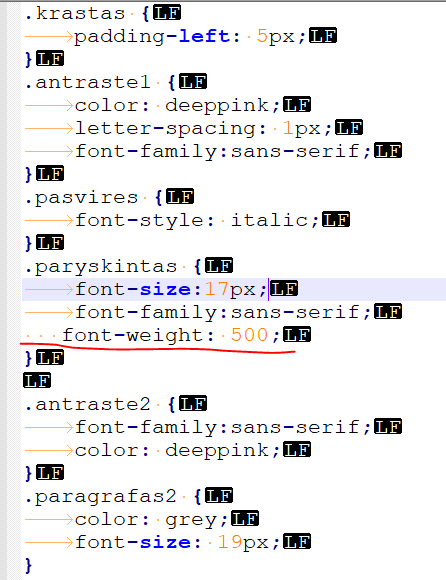 .krastas {LF
padding-left: 5px;LF
}LF
.antraste1 {LF
color: deeppink;LF
letter-spacing: 1px;LF
font-family:sans-serif;LF
}LF
.pasvires {LF
font-style: italic;LF
}LF
.paryskintas {LF
font-size:17px;LF
font-family:sans-serif;LF
font-weight: 500;LF
}LF
LF
.antraste2 {LF
font-family:sans-serif;LF
color: deeppink;LF
}LF
.paragrafas2 {LF
color: grey;LF
font-size: 19px;LF
}